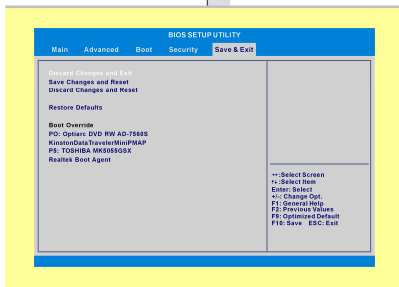 BIOS SETUP UTILITY
Main Advanced Boot Security Save & Exit
Discard Changes and Exit
Save Changes and Reset
Discard Changes and Reset
Restore Defaults
Boot Override
PO: Optiarc DVD RW AD-7560S
KinstonDataTravelerMiniPMAP
P5: TOSHIBA MK5055GSX
Realtek Boot Agent
↔:Select Screen
↑↓:Select Item
Enter: Select
+/-: Change Opt.
F1: General Help
F2: Previous Values
F9: Optimized Default
F10: Save ESC: Exit